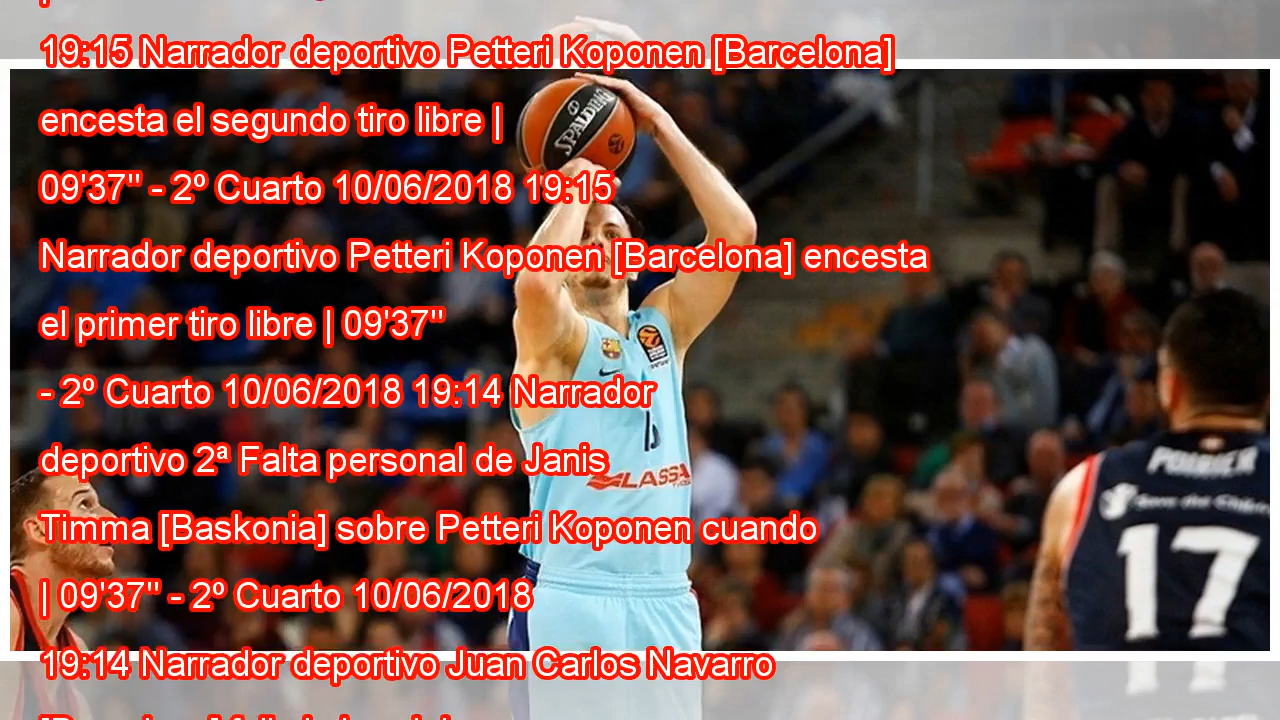 19:15 Narrador deportivo Petteri Koponen [Barcelona]
encesta el segundo tiro libre |
09'37'' - 2º Cuarto 10/06/2018 19:15
Narrador deportivo Petteri Koponen [Barcelona] encesta
el primer tiro libre | 09'37''
- 2º Cuarto 10/06/2018 19:14 Narrador
deportivo 2ª Falta personal de Janis
Timma [Baskonia] sobre Petteri Koponen cuando
| 09'37'' - 2º Cuarto 10/06/2018
19:14 Narrador deportivo Juan Carlos Navarro
SPALDING
LASSA
POIRIER
17